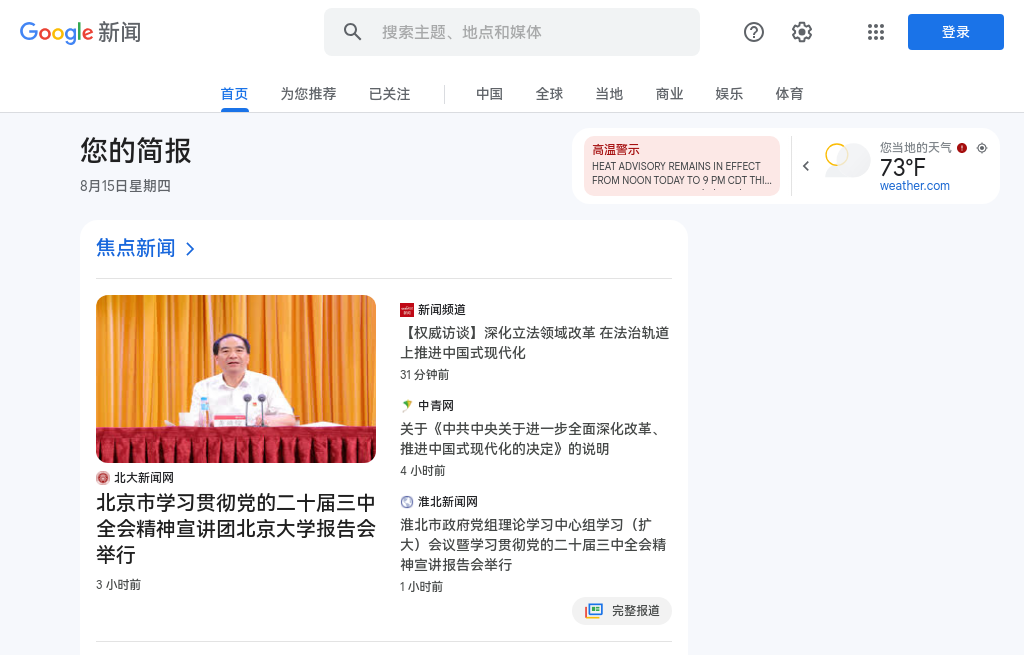 Google 新闻
搜索主题、地点和媒体
登录
首页
为您推荐
已关注
中国
全球
当地
商业
娱乐
体育
您的简报
8月15日星期四
高温警示
HEAT ADVISORY REMAINS IN EFFECT
FROM NOON TODAY TO 9 PM CDT THI...
您当地的天气
73°F
weather.com
焦点新闻
北大新闻网
北京市学习贯彻党的二十届三中
全会精神宣讲团北京大学报告会
举行
3 小时前
新闻频道
【权威访谈】深化立法领域改革 在法治轨道
上推进中国式现代化
31 分钟前
中青网
关于《中共中央关于进一步全面深化改革、
推进中国式现代化的决定》的说明
4 小时前
淮北新闻网
淮北市政府党组理论学习中心组学习（扩
大）会议暨学习贯彻党的二十届三中全会精
神宣讲报告会举行
1 小时前
完整报道